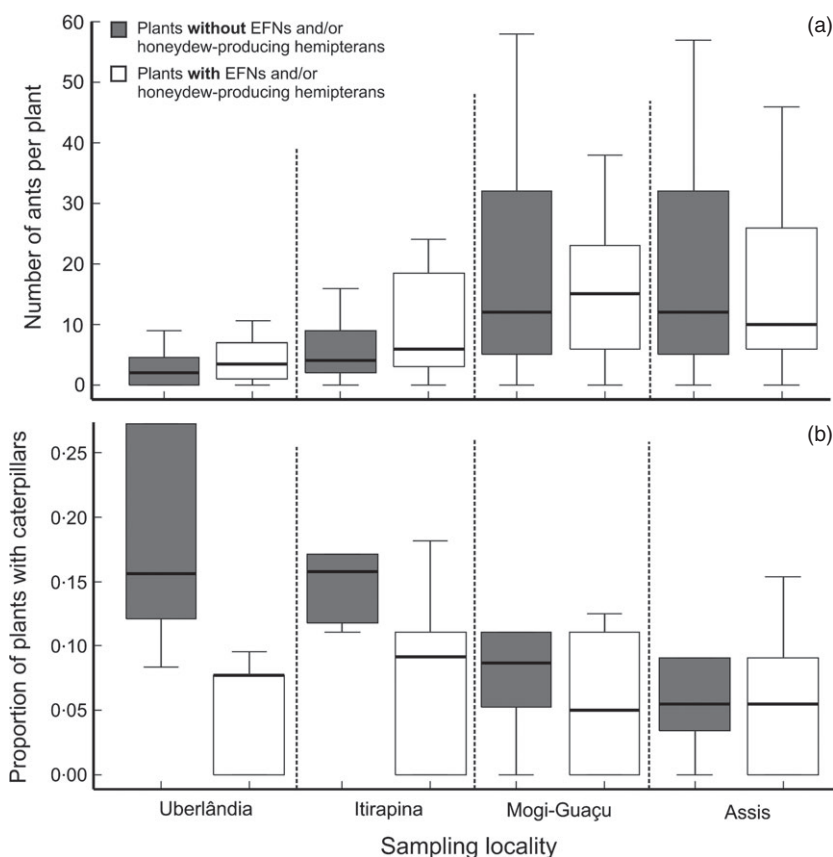 (a)
Plants without EFNs and/or
honeydew-producing hemipterans
Plants with EFNs and/or
honeydew-producing hemipterans
Number of ants per plant
60
50
40
30
20
10
0
(b)
Proportion of plants with caterpillars
0·25
0·20
0·15
0·10
0·05
0·00
Uberlândia Itirapina Mogi-Guaçu Assis
Sampling locality